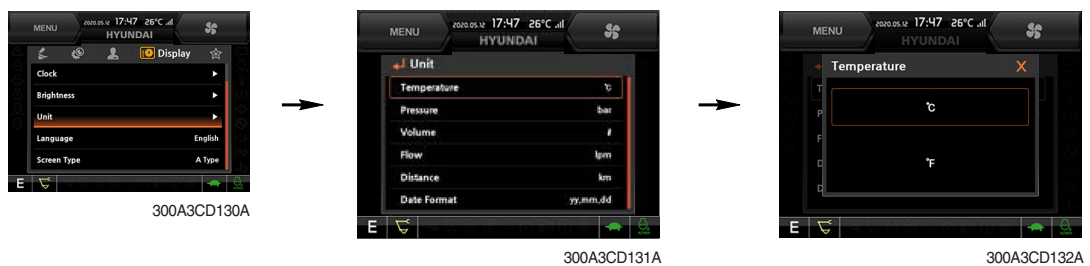 MENU
2020.05.12 17:47 26°C
HYUNDAI
Display
Clock
Brightness
Unit
Language English
Screen Type A Type
E
300A3CD130A
MENU
2020.05.12 17:47 26°C
HYUNDAI
Unit
Temperature °C
Pressure bar
Volume ℓ
Flow lpm
Distance km
Date Format yy,mm,dd
E
300A3CD131A
MENU
2020.05.12 17:47 26°C
HYUNDAI
Temperature X
T
P
F
D
D
°C
°F
E
300A3CD132A